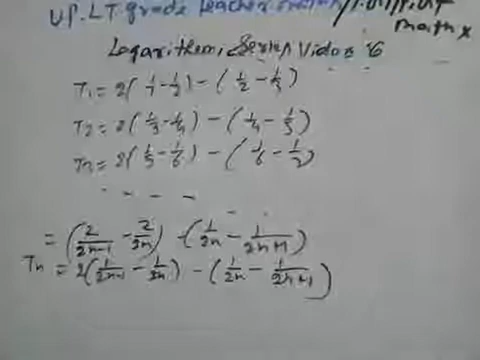 U.P. LT grade teacher
math x
Logarithem, Series, Video 16
T₁ = 2(1/1 - 1/2) - (1/2 - 1/3)
T₂ = 2(1/3 - 1/4) - (1/4 - 1/5)
= 2(1/5 - 1/6) - (1/6 - 1/7)
- - - -
= (2/2n-1 - 2/2n) - (1/2n - 1/2n+1)
Tn = 2(1/2n-1 - 1/2n) - (1/2n - 1/2n+1)